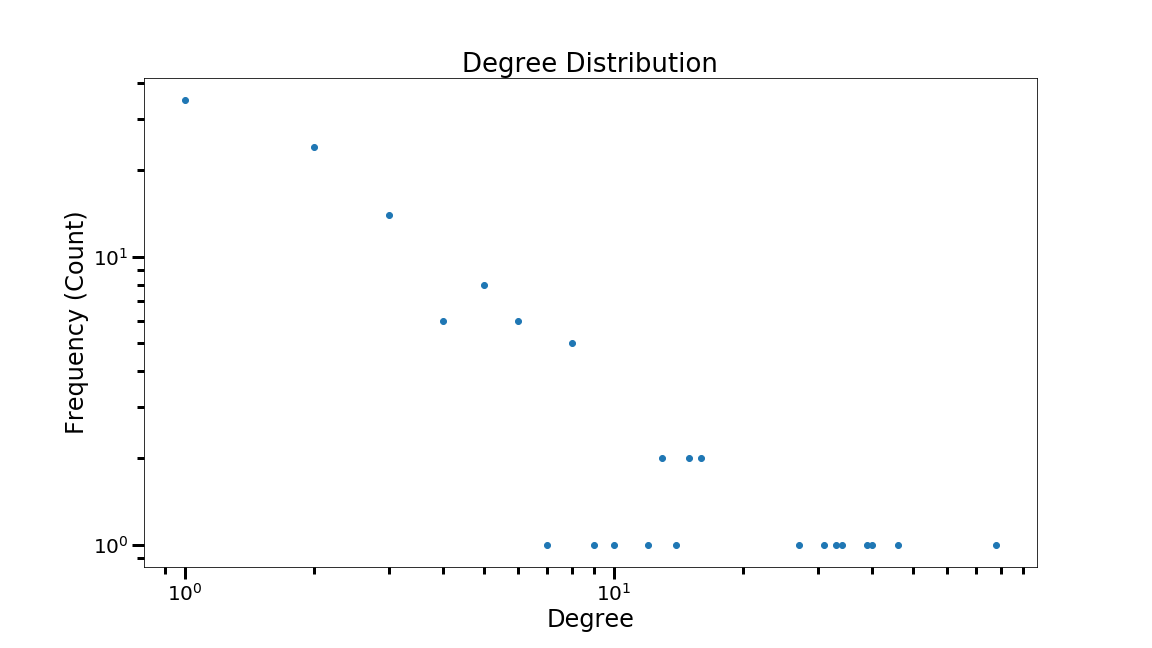 Degree Distribution
Frequency (Count)
10¹
10⁰
10⁰ 10¹
Degree